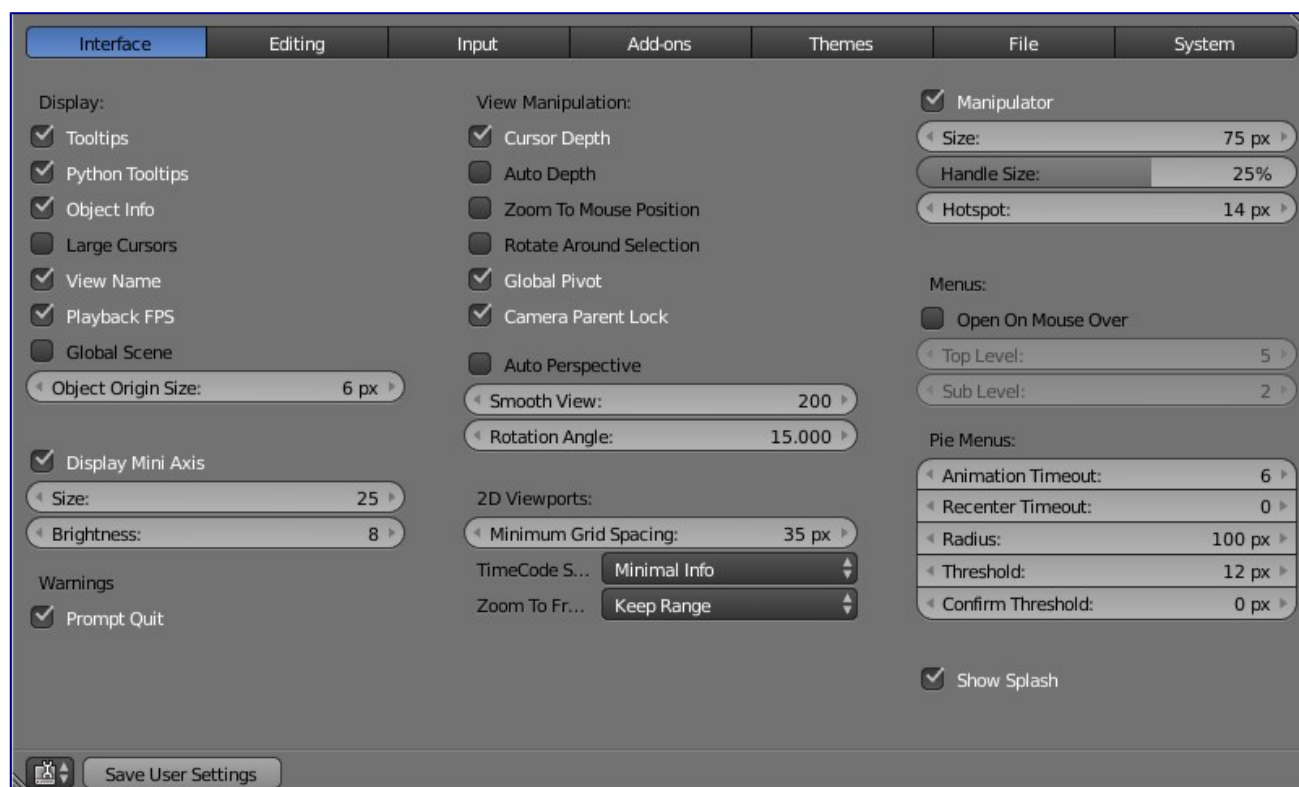 Interface Editing Input Add-ons Themes File System
Display:
Tooltips
Python Tooltips
Object Info
Large Cursors
View Name
Playback FPS
Global Scene
Object Origin Size: 6 px
Display Mini Axis
Size: 25
Brightness: 8
Warnings
Prompt Quit
View Manipulation:
Cursor Depth
Auto Depth
Zoom To Mouse Position
Rotate Around Selection
Global Pivot
Camera Parent Lock
Auto Perspective
Smooth View: 200
Rotation Angle: 15.000
2D Viewports:
Minimum Grid Spacing: 35 px
TimeCode S... Minimal Info
Zoom To Fr... Keep Range
Manipulator
Size: 75 px
Handle Size: 25%
Hotspot: 14 px
Menus:
Open On Mouse Over
Top Level: 5
Sub Level: 2
Pie Menus:
Animation Timeout: 6
Recenter Timeout: 0
Radius: 100 px
Threshold: 12 px
Confirm Threshold: 0 px
Show Splash
Save User Settings